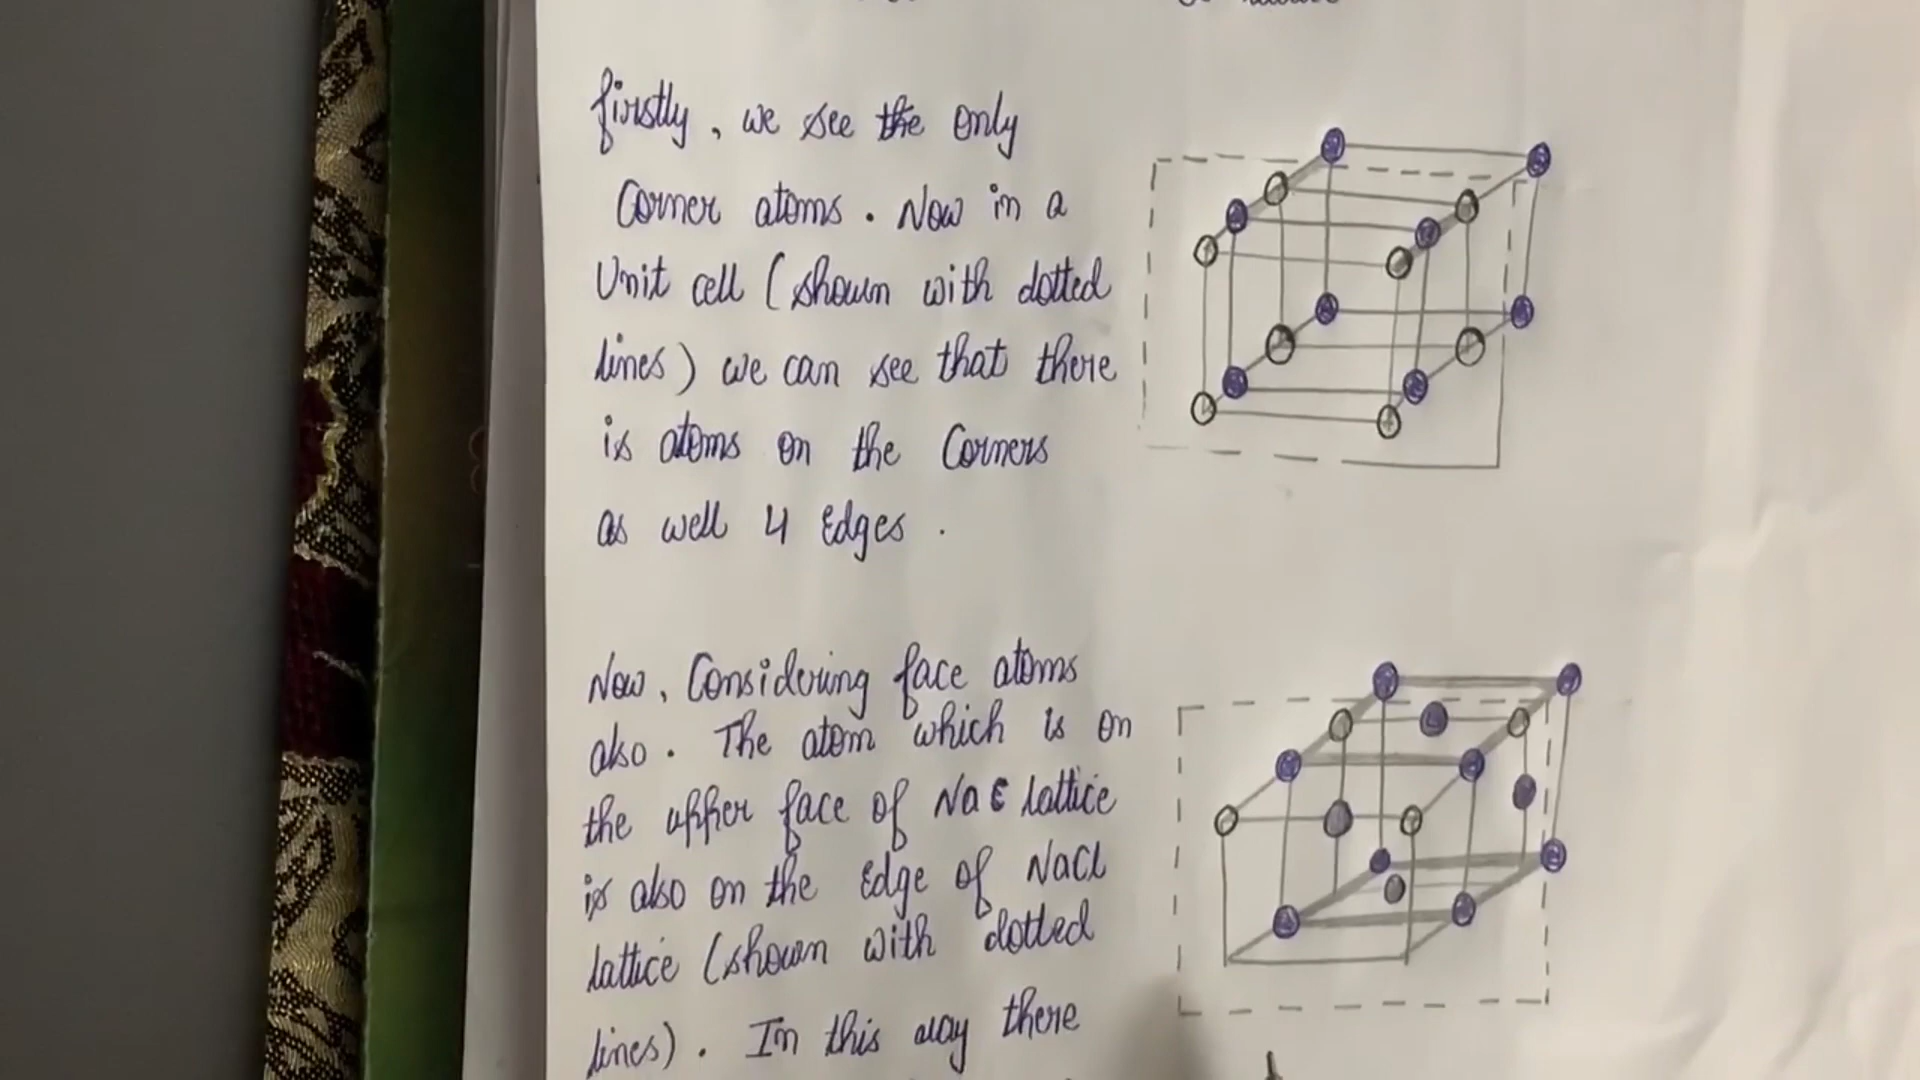 firstly, we see the only
Corner atoms. Now in a
Unit cell (shown with dotted
lines) we can see that there
is atoms on the Corners
as well 4 Edges.
Now, Considering face atoms
also. The atom which is on
the upper face of Na lattice
is also on the Edge of NaCl
lattice (shown with dotted
lines). In this way there